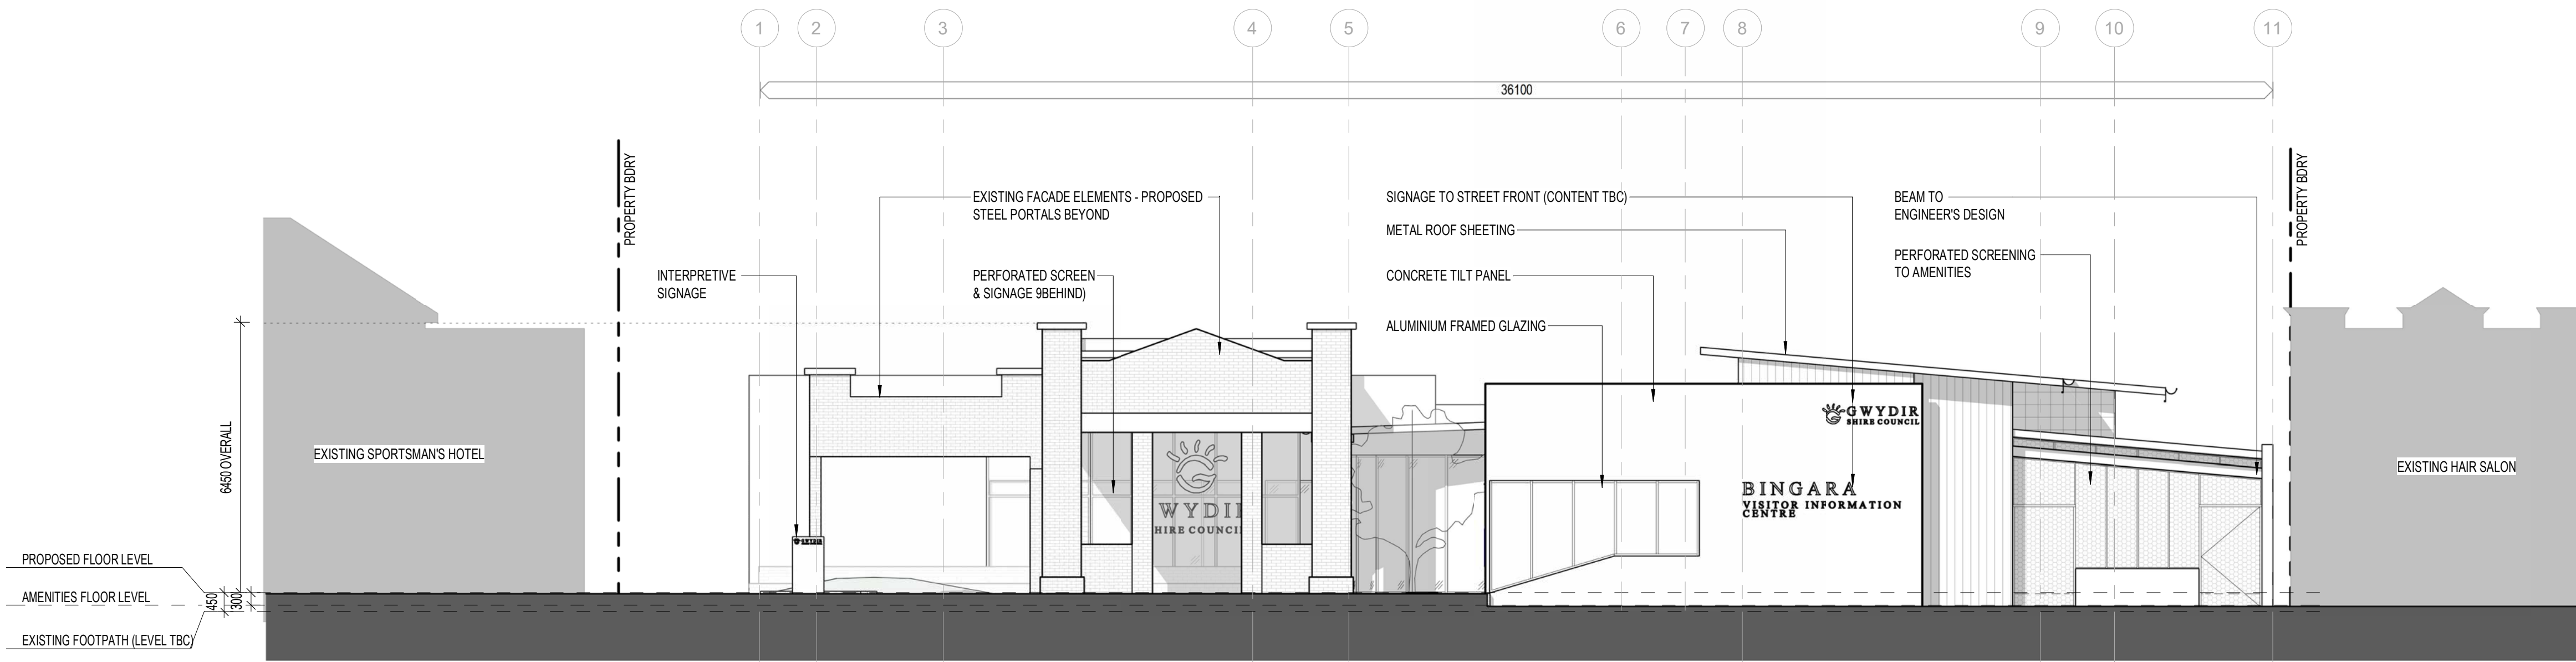 1 2 3 4 5 6 7 8 9 10 11
36100
PROPERTY BDRY
PROPERTY BDRY
EXISTING FACADE ELEMENTS - PROPOSED
STEEL PORTALS BEYOND
SIGNAGE TO STREET FRONT (CONTENT TBC)
BEAM TO
ENGINEER'S DESIGN
METAL ROOF SHEETING
PERFORATED SCREENING
TO AMENITIES
INTERPRETIVE
SIGNAGE
PERFORATED SCREEN
& SIGNAGE 9BEHIND)
CONCRETE TILT PANEL
ALUMINIUM FRAMED GLAZING
6450 OVERALL
EXISTING SPORTSMAN'S HOTEL
GWYDIR
SHIRE COUNCIL
EXISTING HAIR SALON
BINGARA
VISITOR INFORMATION
CENTRE
WYDI
HIRE COUNCI
PROPOSED FLOOR LEVEL
AMENITIES FLOOR LEVEL
450
300
EXISTING FOOTPATH (LEVEL TBC)